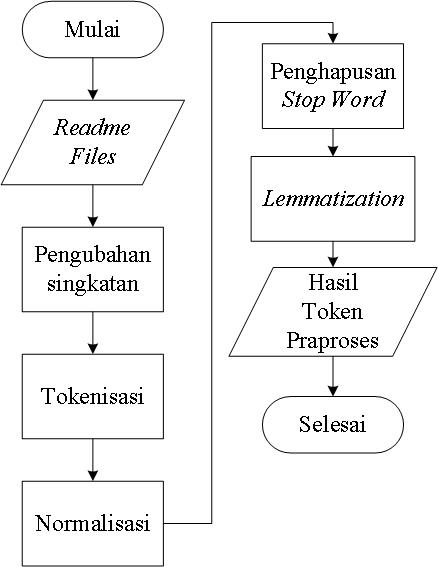 Mulai
Readme
Files
Pengubahan
singkatan
Tokenisasi
Normalisasi
Penghapusan
Stop Word
Lemmatization
Hasil
Token
Praproses
Selesai